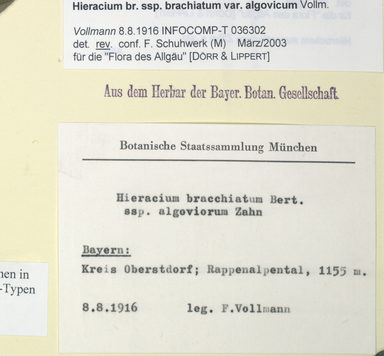 Hieracium br. ssp. brachiatum var. algovicum Vollm.
Vollmann 8.8.1916 INFOCOMP-T 036302
det. rev. conf. F. Schuhwerk (M) März/2003
für die "Flora des Allgäu" [DÖRR & LIPPERT]
Aus dem Herbar der Bayer. Botan. Gesellschaft.
Botanische Staatssammlung München
Hieracium bracchiatum Bert.
ssp. algoviorum Zahn
Bayern:
Kreis Oberstdorf; Rappenalpental, 1155 m.
8.8.1916 leg. F.Vollmann
nen in
-Typen